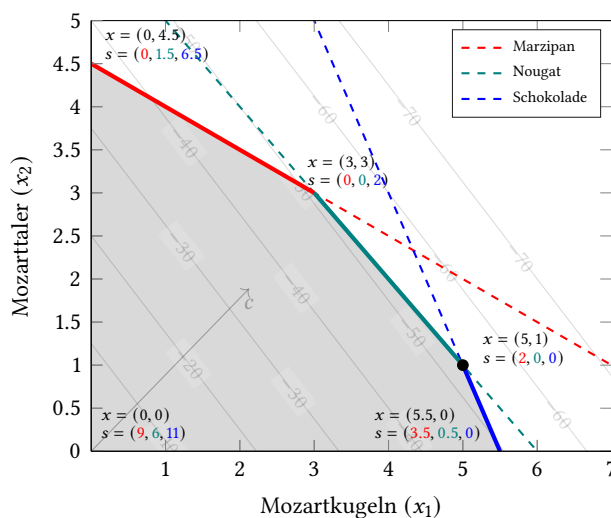 5
4.5
4
3.5
3
2.5
2
1.5
1
0.5
0
1
2
3
4
5
6
7
Mozarttaler (x₂)
Mozartkugeln (x₁)
Marzipan
Nougat
Schokolade
x = (0, 4.5)
s = (0, 1.5, 6.5)
x = (3, 3)
s = (0, 0, 2)
x = (5, 1)
s = (2, 0, 0)
x = (0, 0)
s = (9, 6, 11)
x = (5.5, 0)
s = (3.5, 0.5, 0)
c
−10
−20
−20
−30
−30
−40
−40
−50
−50
−60
−60
−70
−70